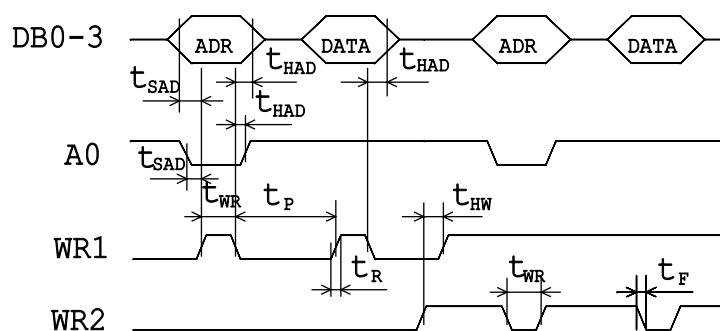 DB0-3 ADR DATA ADR DATA
tHAD tHAD
tSAD
tHAD
A0
tSAD
tWR tP tHW
WR1
tR tWR tF
WR2